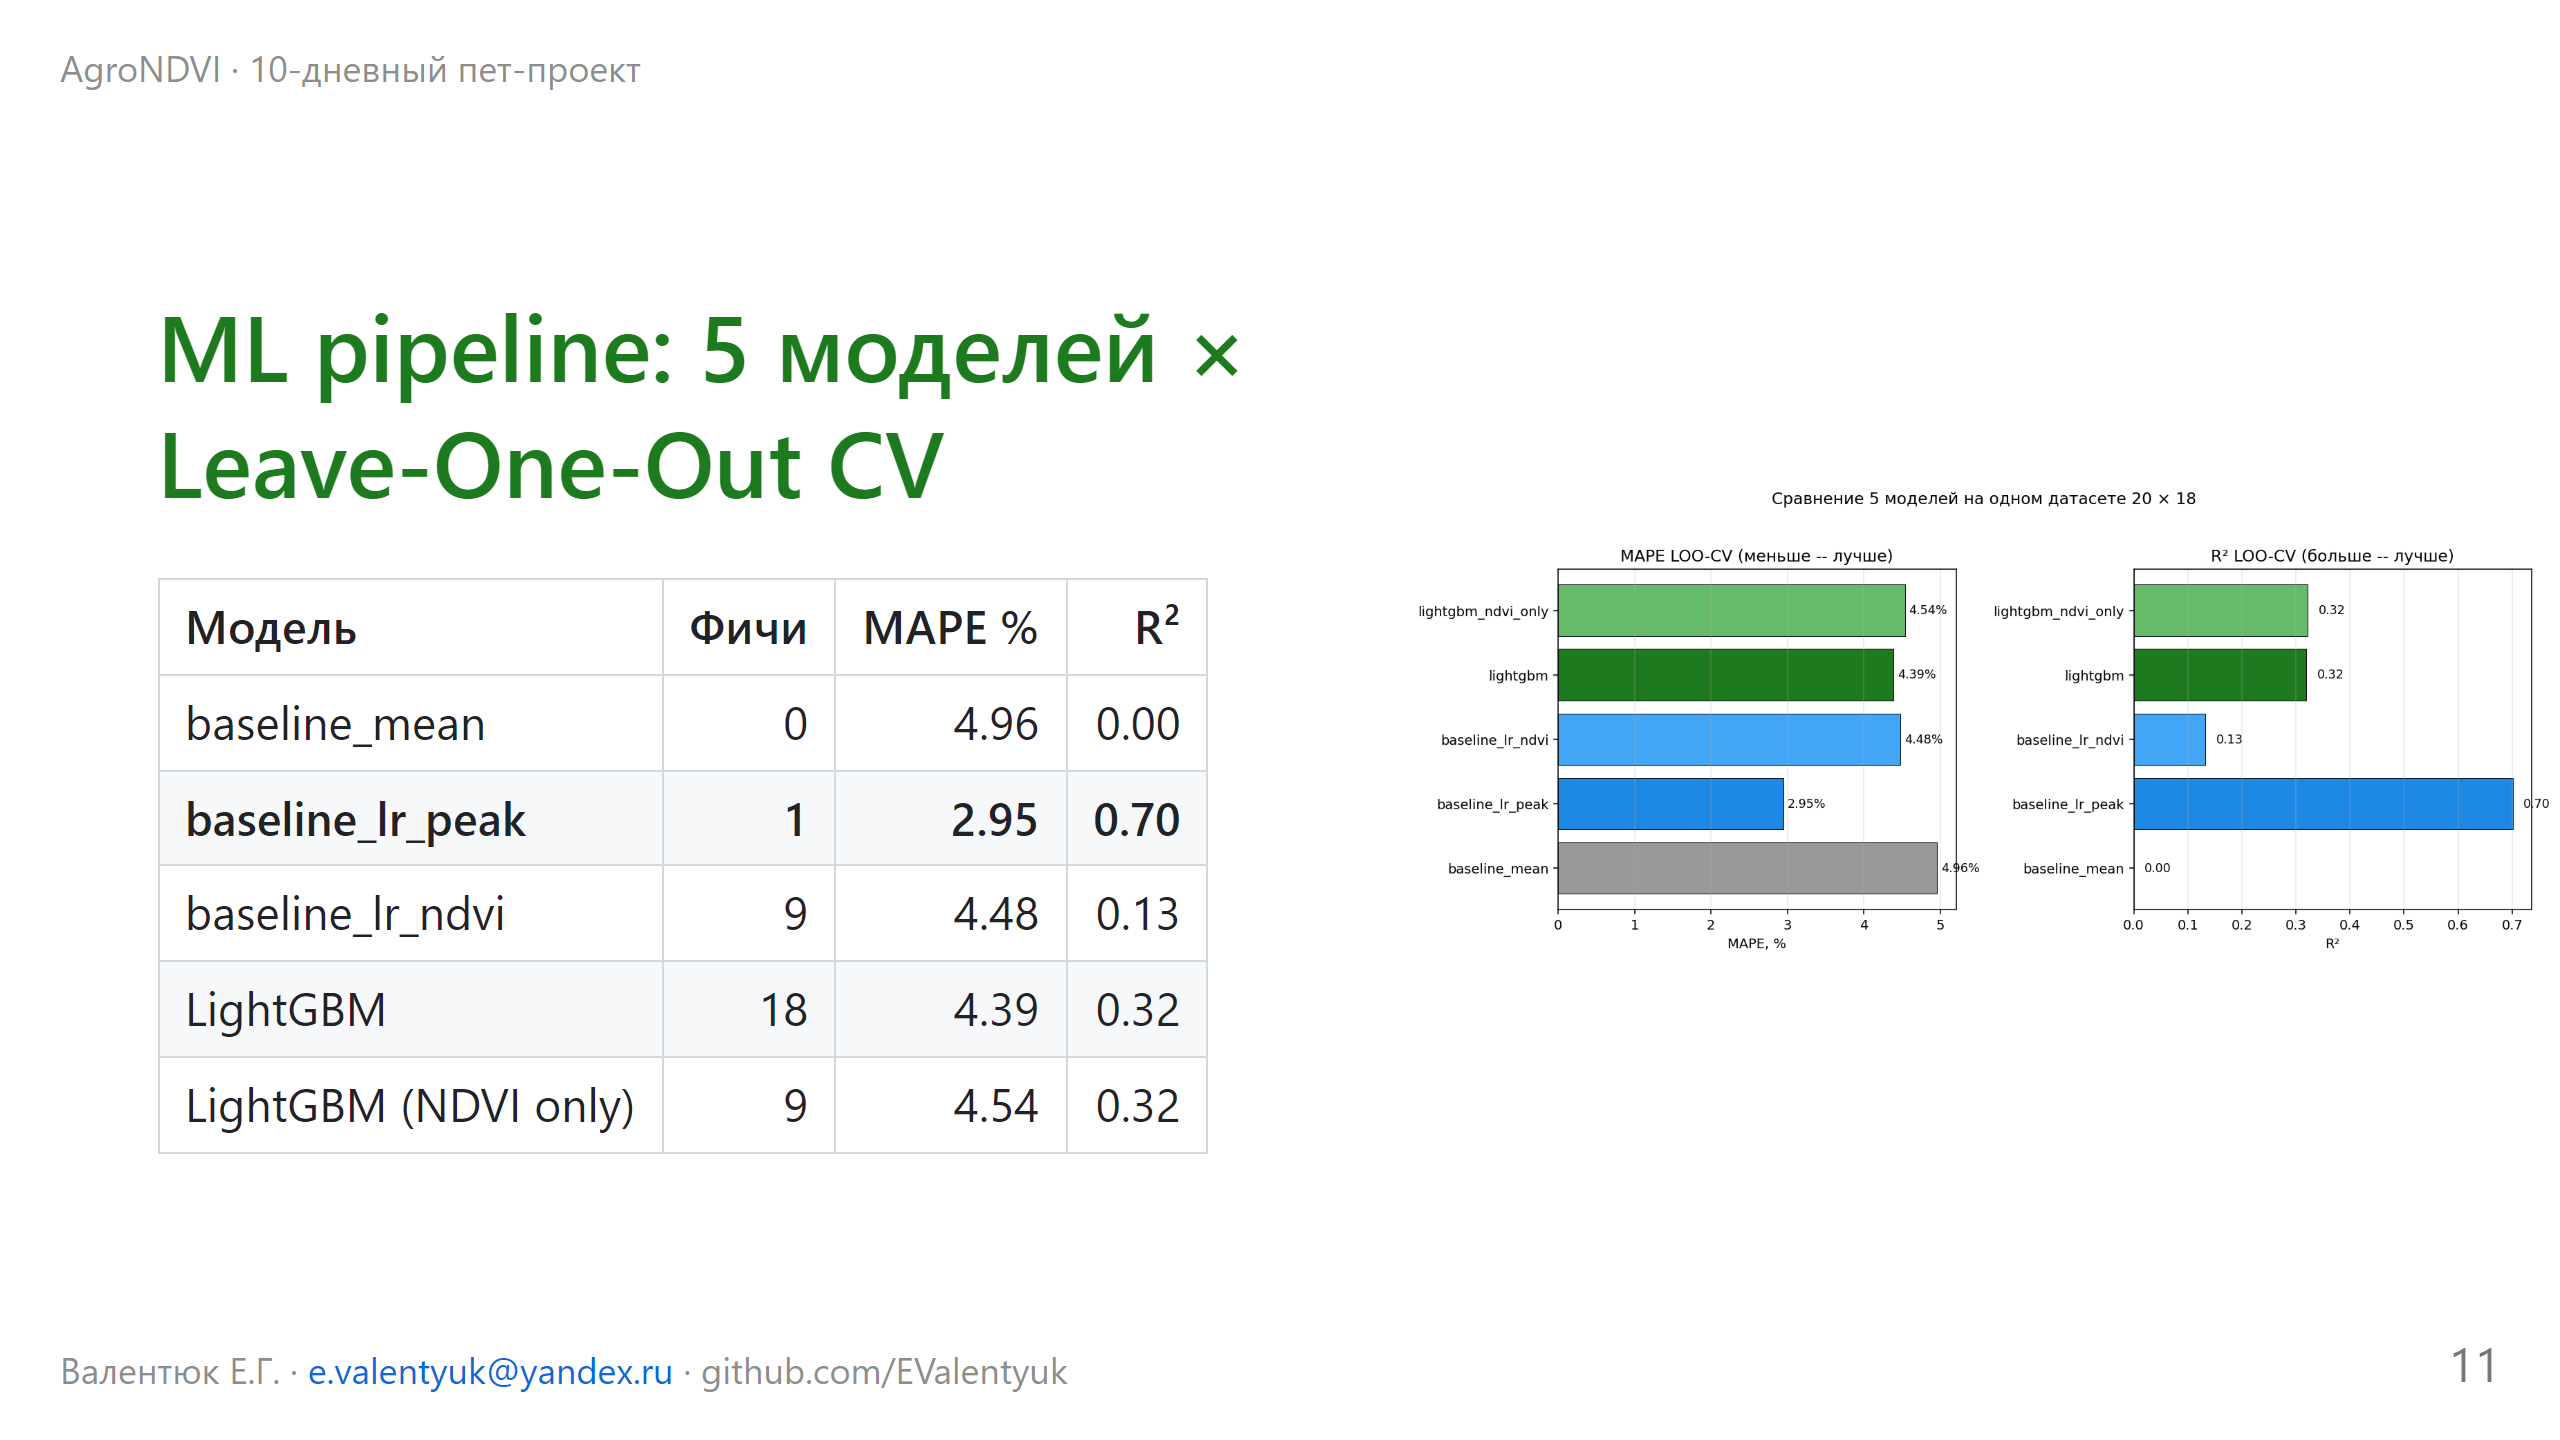 AgroNDVI · 10-дневный пет-проект
ML pipeline: 5 моделей ×
Leave-One-Out CV
Модель Фичи MAPE % R²
baseline_mean 0 4.96 0.00
baseline_lr_peak 1 2.95 0.70
baseline_lr_ndvi 9 4.48 0.13
LightGBM 18 4.39 0.32
LightGBM (NDVI only) 9 4.54 0.32
Сравнение 5 моделей на одном датасете 20 × 18
MAPE LOO-CV (меньше -- лучше)
lightgbm_ndvi_only 4.54%
lightgbm 4.39%
baseline_lr_ndvi 4.48%
baseline_lr_peak 2.95%
baseline_mean 4.96%
0 1 2 3 4 5
MAPE, %
R² LOO-CV (больше -- лучше)
lightgbm_ndvi_only 0.32
lightgbm 0.32
baseline_lr_ndvi 0.13
baseline_lr_peak 0.70
baseline_mean 0.00
0.0 0.1 0.2 0.3 0.4 0.5 0.6 0.7
R²
Валентюк Е.Г. · e.valentyuk@yandex.ru · github.com/EValentyuk
11